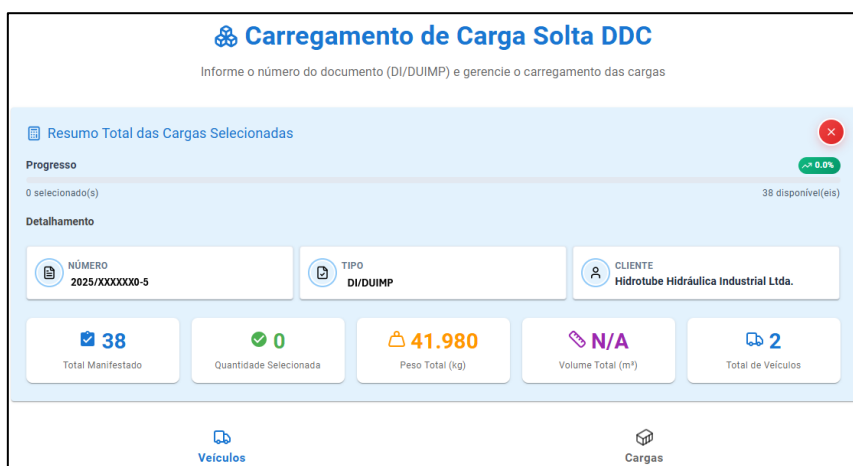 Carregamento de Carga Solta DDC
Informe o número do documento (DI/DUIMP) e gerencie o carregamento das cargas
Resumo Total das Cargas Selecionadas
Progresso
0.0%
0 selecionado(s)
38 disponível(eis)
Detalhamento
NÚMERO
2025/XXXXXX0-5
TIPO
DI/DUIMP
CLIENTE
Hidrotube Hidráulica Industrial Ltda.
38
Total Manifestado
0
Quantidade Selecionada
41.980
Peso Total (kg)
N/A
Volume Total (m³)
2
Total de Veículos
Veículos
Cargas